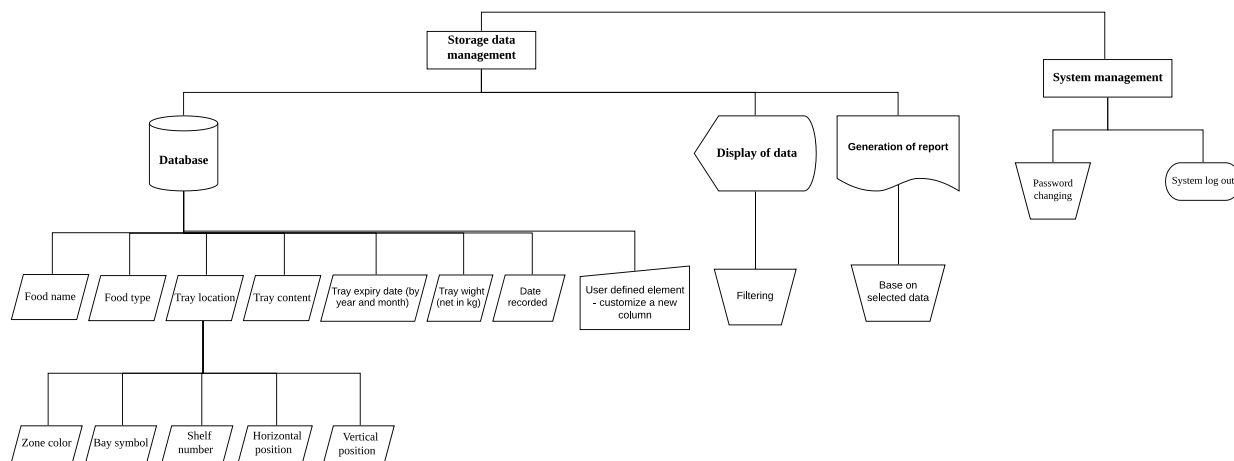 Storage data
management
System management
Database
Display of data
Generation of report
Password
changing
System log out
Food name
Food type
Tray location
Tray content
Tray expiry date (by
year and month)
Tray wight
(net in kg)
Date
recorded
User defined element
- customize a new
column
Filtering
Base on
selected data
Zone color
Bay symbol
Shelf
number
Horizontal
position
Vertical
position